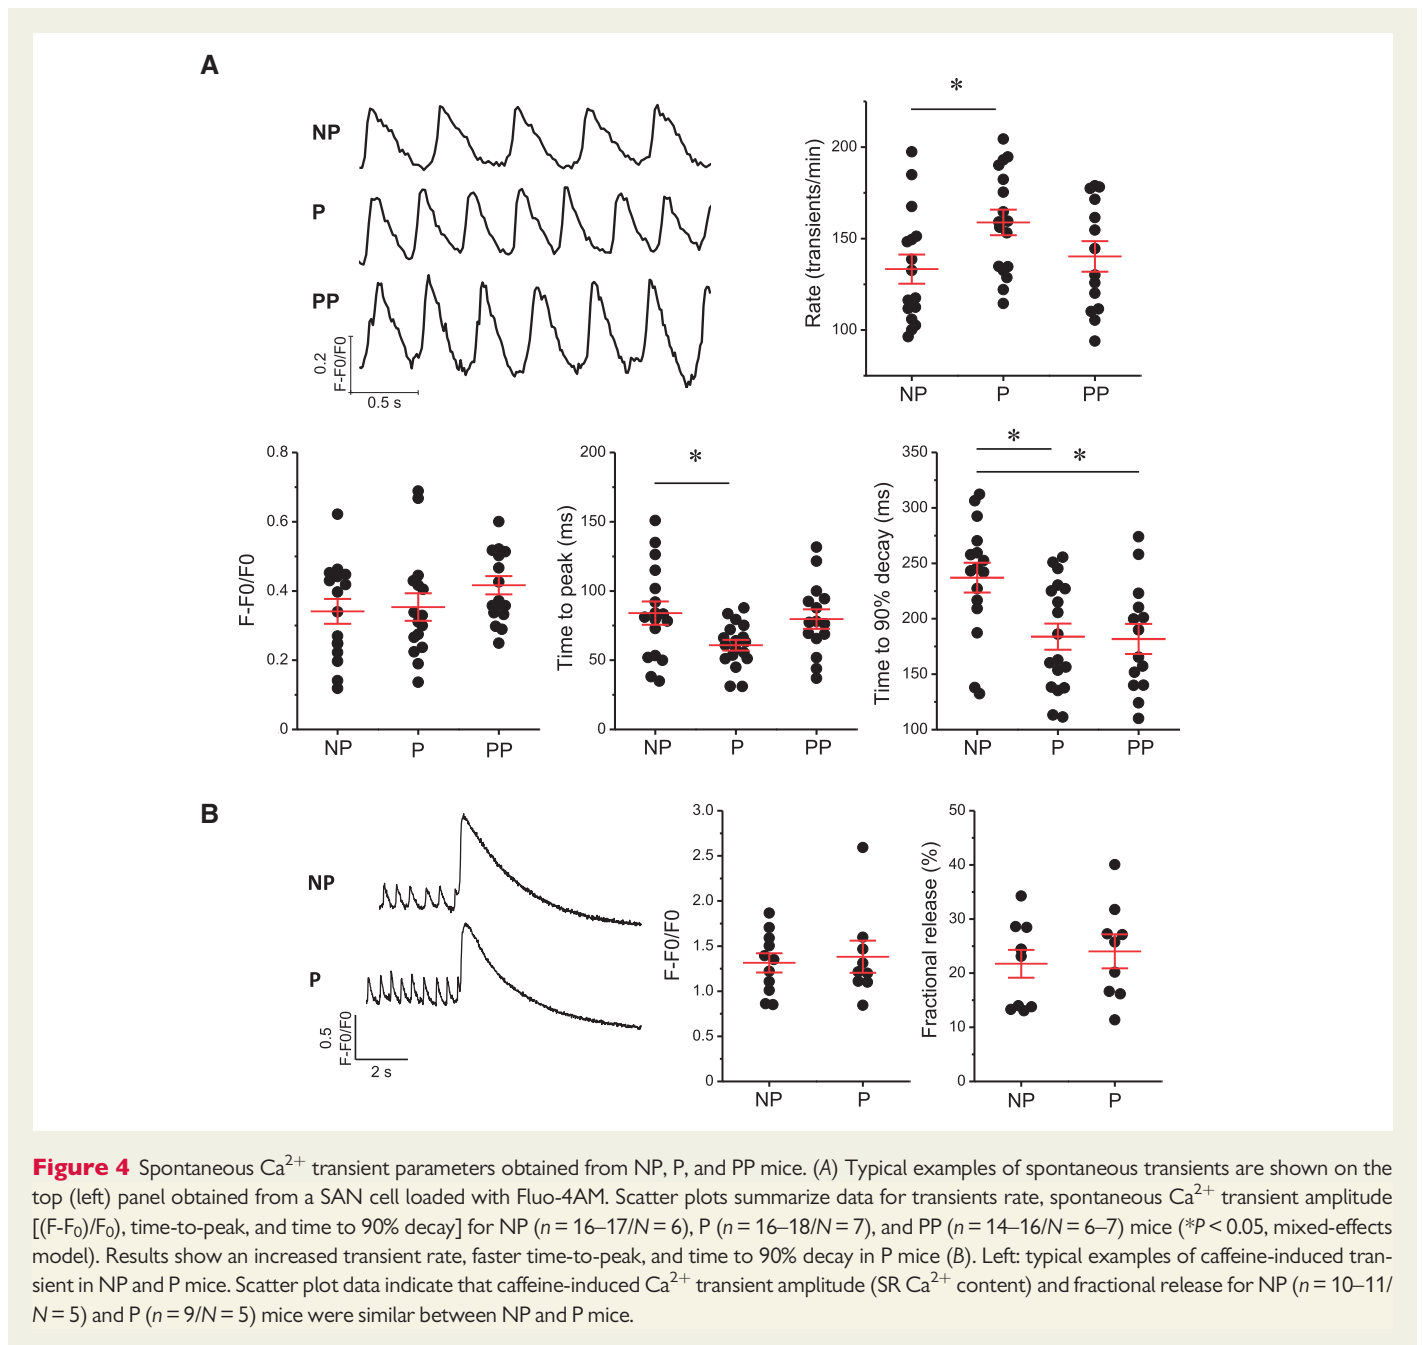 A
NP
P
PP
0.2
F-F0/F0
0.5 s
*
Rate (transients/min)
200
150
100
NP P PP
F-F0/F0
0.8
0.6
0.4
0.2
0
NP P PP
*
Time to peak (ms)
200
150
100
50
0
NP P PP
*
*
Time to 90% decay (ms)
350
300
250
200
150
100
NP P PP
B
NP
P
0.5
F-F0/F0
2 s
F-F0/F0
3.0
2.5
2.0
1.5
1.0
0.5
0
NP P
Fractional release (%)
50
40
30
20
10
0
NP P
Figure 4 Spontaneous Ca2+ transient parameters obtained from NP, P, and PP mice. (A) Typical examples of spontaneous transients are shown on the
top (left) panel obtained from a SAN cell loaded with Fluo-4AM. Scatter plots summarize data for transients rate, spontaneous Ca2+ transient amplitude
[(F-F0)/F0), time-to-peak, and time to 90% decay] for NP (n = 16–17/N = 6), P (n = 16–18/N = 7), and PP (n = 14–16/N = 6–7) mice (*P < 0.05, mixed-effects
model). Results show an increased transient rate, faster time-to-peak, and time to 90% decay in P mice (B). Left: typical examples of caffeine-induced tran-
sient in NP and P mice. Scatter plot data indicate that caffeine-induced Ca2+ transient amplitude (SR Ca2+ content) and fractional release for NP (n = 10–11/
N = 5) and P (n = 9/N = 5) mice were similar between NP and P mice.